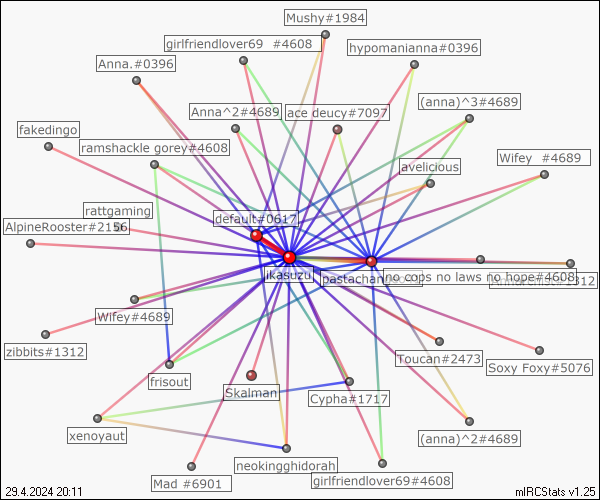 Mushy#1984
girlfriendlover69 #4608
hypomanianna#0396
Anna.#0396
(anna)^3#4689
Anna^2#4689
ace deucy#7097
fakedingo
ramshackle gorey#4608
Wifey #4689
avelicious
rattgaming
default#0617
AlpineRooster#2156
ikasuzu
no cops no laws no hope#4608
Wifey#4689
zibbits#1312
Toucan#2473
Soxy Foxy#5076
frisout
Skalman
Cypha#1717
xenoyaut
(anna)^2#4689
neokingghidorah
Mad #6901
girlfriendlover69#4608
29.4.2024 20:11
mIRCStats v1.25